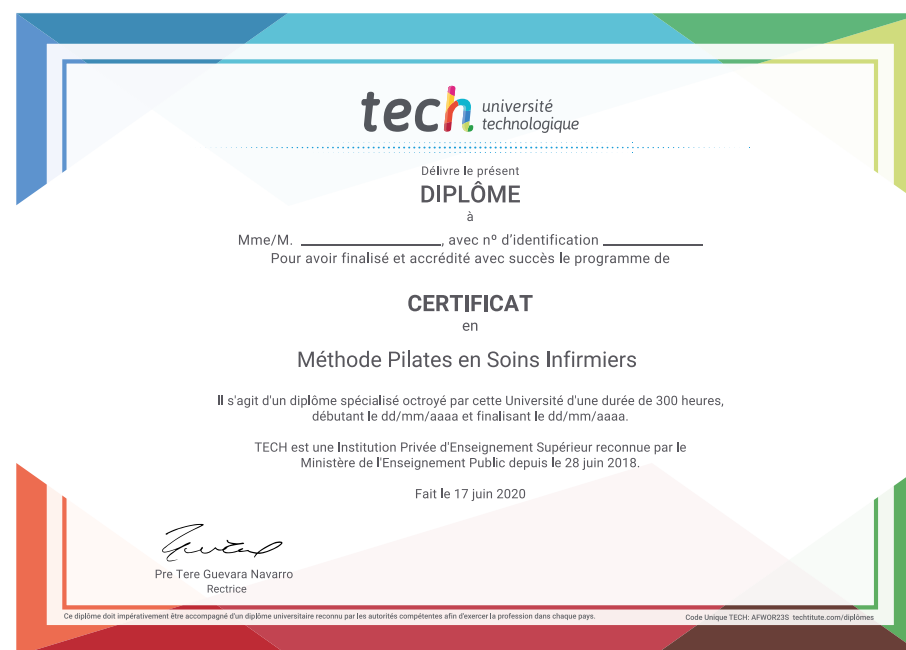 tech université
technologique
Délivre le présent
DIPLÔME
à
Mme/M. ____________________, avec nº d'identification ______________
Pour avoir finalisé et accrédité avec succès le programme de
CERTIFICAT
en
Méthode Pilates en Soins Infirmiers
Il s'agit d'un diplôme spécialisé octroyé par cette Université d'une durée de 300 heures,
débutant le dd/mm/aaaa et finalisant le dd/mm/aaaa.
TECH est une Institution Privée d'Enseignement Supérieur reconnue par le
Ministère de l'Enseignement Public depuis le 28 juin 2018.
Fait le 17 juin 2020
Pre Tere Guevara Navarro
Rectrice
Ce diplôme doit impérativement être accompagné d'un diplôme universitaire reconnu par les autorités compétentes afin d'exercer la profession dans chaque pays.
Code Unique TECH: AFWOR23S techtitute.com/diplômes